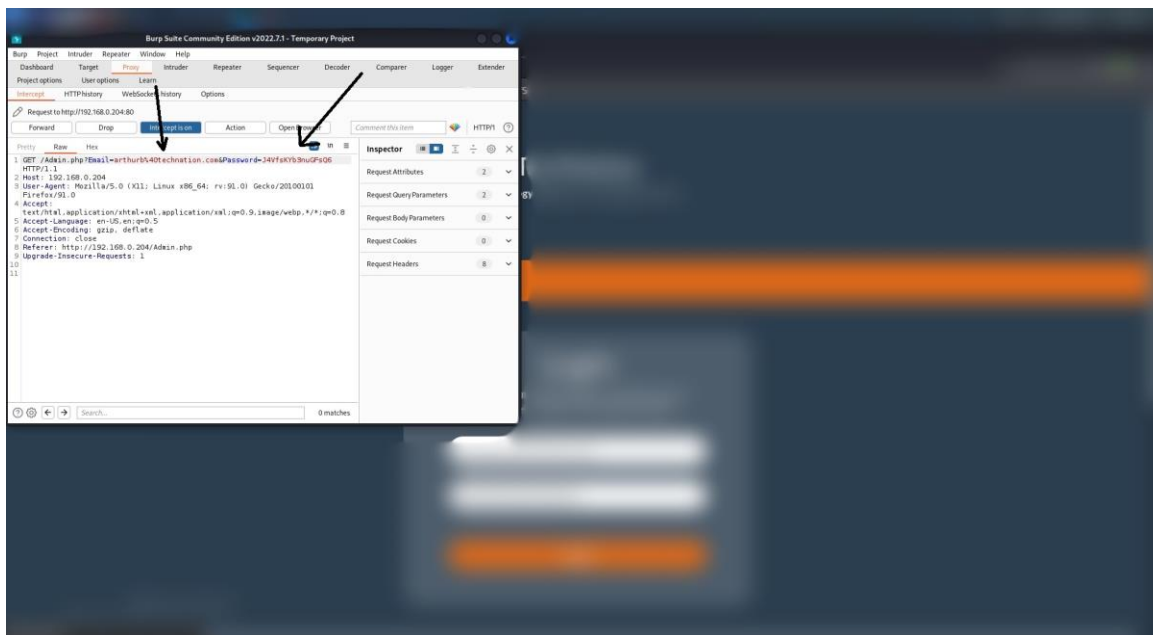 Burp Suite Community Edition v2022.7.1 - Temporary Project
Burp Project Intruder Repeater Window Help
Dashboard Target Proxy Intruder Repeater Sequencer Decoder Comparer Logger Extender
Project options User options Learn
Intercept HTTP history WebSockets history Options
Request to http://192.168.0.204:80
Forward Drop Intercept is on Action Open Browser Comment this item HTTP/1
Pretty Raw Hex
Inspector
1 GET /Admin.php?Email=arthurb%40technation.com&Password=J4VfsKYb9nuGFsQ6
HTTP/1.1
2 Host: 192.168.0.204
3 User-Agent: Mozilla/5.0 (X11; Linux x86_64; rv:91.0) Gecko/20100101
Firefox/91.0
4 Accept:
text/html,application/xhtml+xml,application/xml;q=0.9,image/webp,*/*;q=0.8
5 Accept-Language: en-US,en;q=0.5
6 Accept-Encoding: gzip, deflate
7 Connection: close
8 Referer: http://192.168.0.204/Admin.php
9 Upgrade-Insecure-Requests: 1
10
11
Request Attributes 2
Request Query Parameters 2
Request Body Parameters 0
Request Cookies 0
Request Headers 8
Search... 0 matches